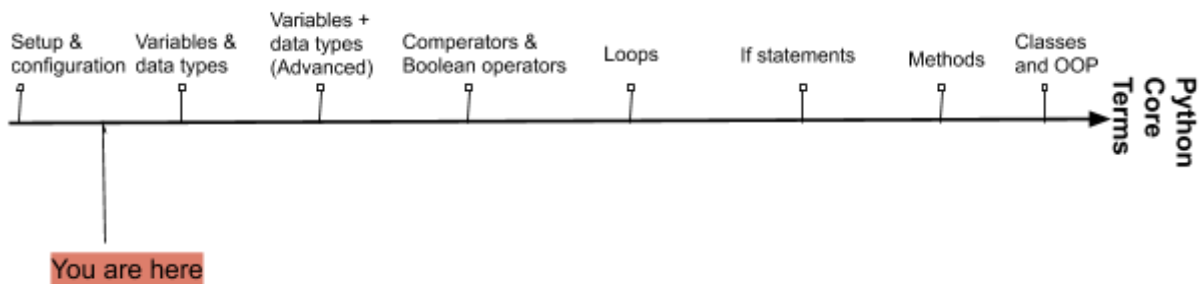 Setup &
configuration
Variables &
data types
Variables +
data types
(Advanced)
Comperators &
Boolean operators
Loops
If statements
Methods
Classes
and OOP
Python
Core
Terms
You are here